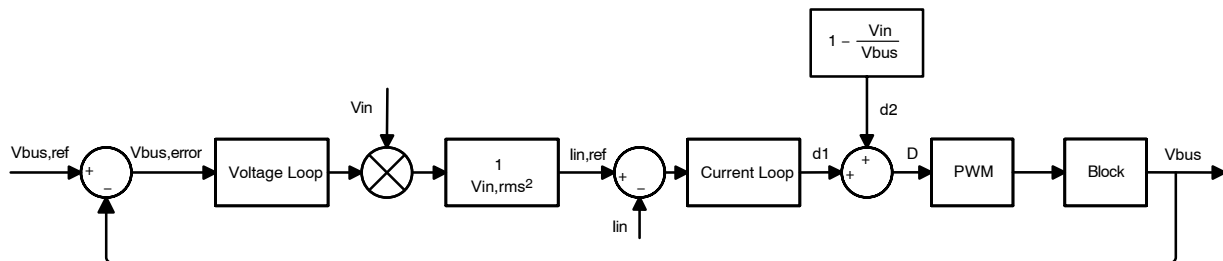 1 − Vin
Vbus
Vin
d2
Vbus,ref
+
−
Vbus,error
Voltage Loop
1
Vin,rms²
Iin,ref
+
−
Iin
Current Loop
d1
+
+
D
PWM
Block
Vbus